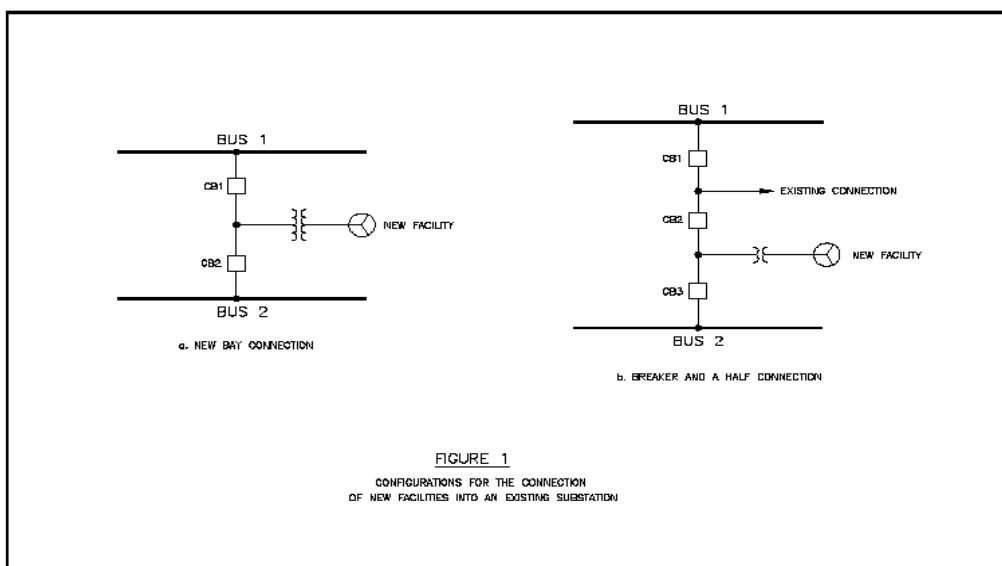 BUS 1
CB1
NEW FACILITY
CB2
BUS 2
a. NEW BAY CONNECTION
BUS 1
CB1
EXISTING CONNECTION
CB2
NEW FACILITY
CB3
BUS 2
b. BREAKER AND A HALF CONNECTION
FIGURE 1
CONFIGURATIONS FOR THE CONNECTION
OF NEW FACILITIES INTO AN EXISTING SUBSTATION